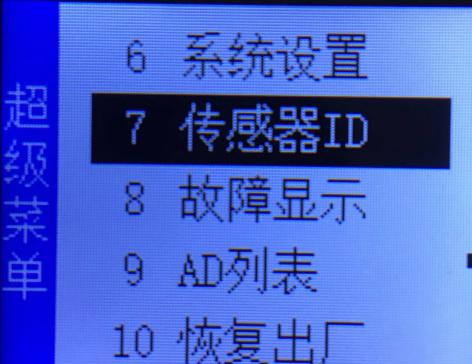 超级菜单
6 系统设置
7 传感器ID
8 故障显示
9 AD列表
10 恢复出厂